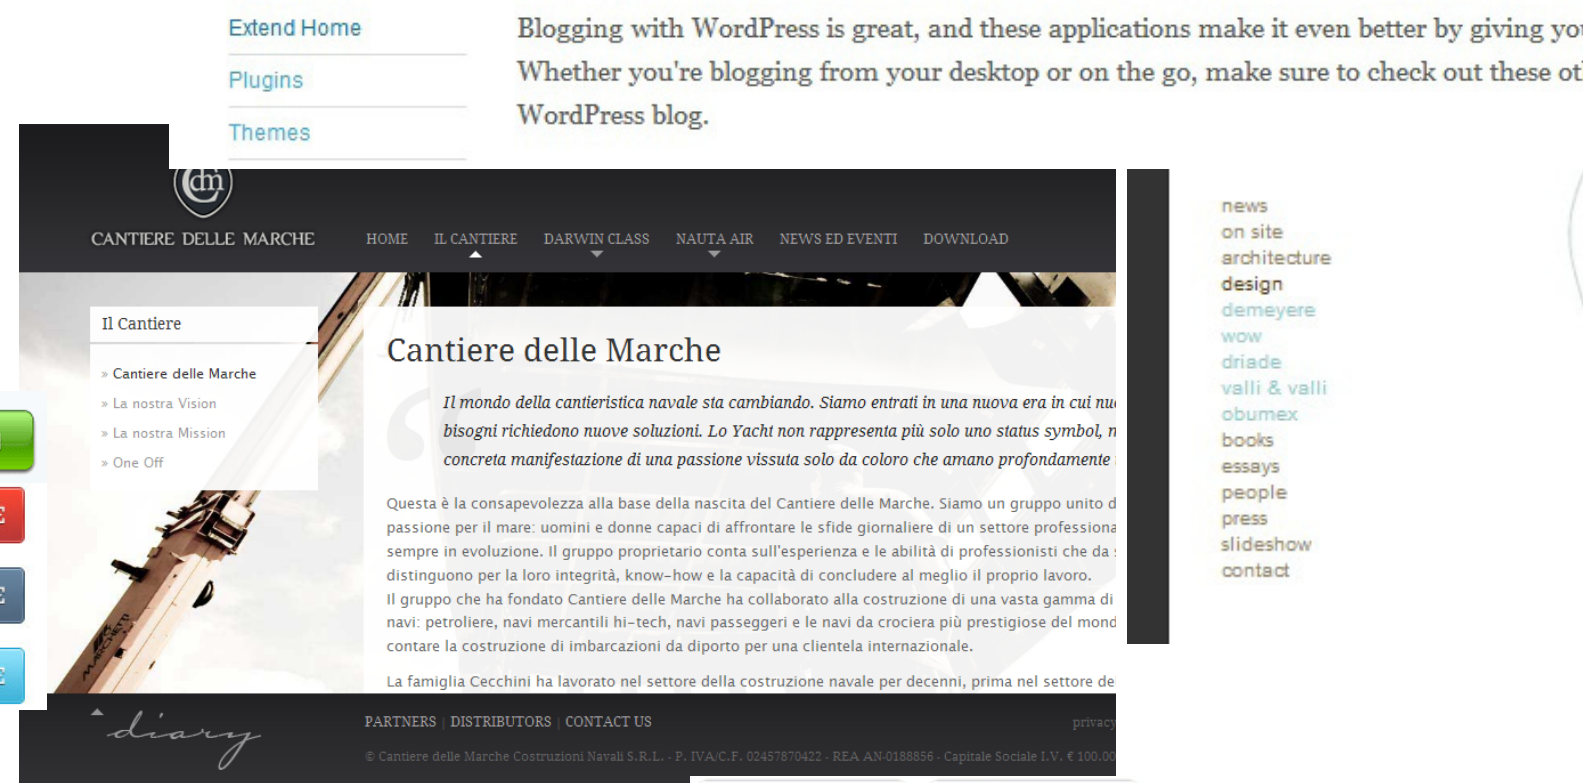 Extend Home
Plugins
Themes
Blogging with WordPress is great, and these applications make it even better by giving you
Whether you're blogging from your desktop or on the go, make sure to check out these
WordPress blog.
cdm
CANTIERE DELLE MARCHE
HOME IL CANTIERE DARWIN CLASS NAUTA AIR NEWS ED EVENTI DOWNLOAD
Il Cantiere
» Cantiere delle Marche
» La nostra Vision
» La nostra Mission
» One Off
Cantiere delle Marche
Il mondo della cantieristica navale sta cambiando. Siamo entrati in una nuova era in cui
bisogni richiedono nuove soluzioni. Lo Yacht non rappresenta più solo uno status symbol,
concreta manifestazione di una passione vissuta solo da coloro che amano profondamente
Questa è la consapevolezza alla base della nascita del Cantiere delle Marche. Siamo un gruppo unito
passione per il mare: uomini e donne capaci di affrontare le sfide giornaliere di un settore
sempre in evoluzione. Il gruppo proprietario conta sull'esperienza e le abilità di professionisti che da
distinguono per la loro integrità, know-how e la capacità di concludere al meglio il proprio lavoro.
Il gruppo che ha fondato Cantiere delle Marche ha collaborato alla costruzione di una vasta gamma di
navi: petroliere, navi mercantili hi-tech, navi passeggeri e le navi da crociera più prestigiose del
contare la costruzione di imbarcazioni da diporto per una clientela internazionale.
La famiglia Cecchini ha lavorato nel settore della costruzione navale per decenni, prima nel settore
MARCHETTI
diary
PARTNERS | DISTRIBUTORS | CONTACT US
privacy
© Cantiere delle Marche Costruzioni Navali S.R.L. - P. IVA/C.F. 02457870422 - REA AN-0188856 - Capitale Sociale I.V. € 100.00
news
on site
architecture
design
demeyere
wow
driade
valli & valli
obumex
books
essays
people
press
slideshow
contact
E
E
E